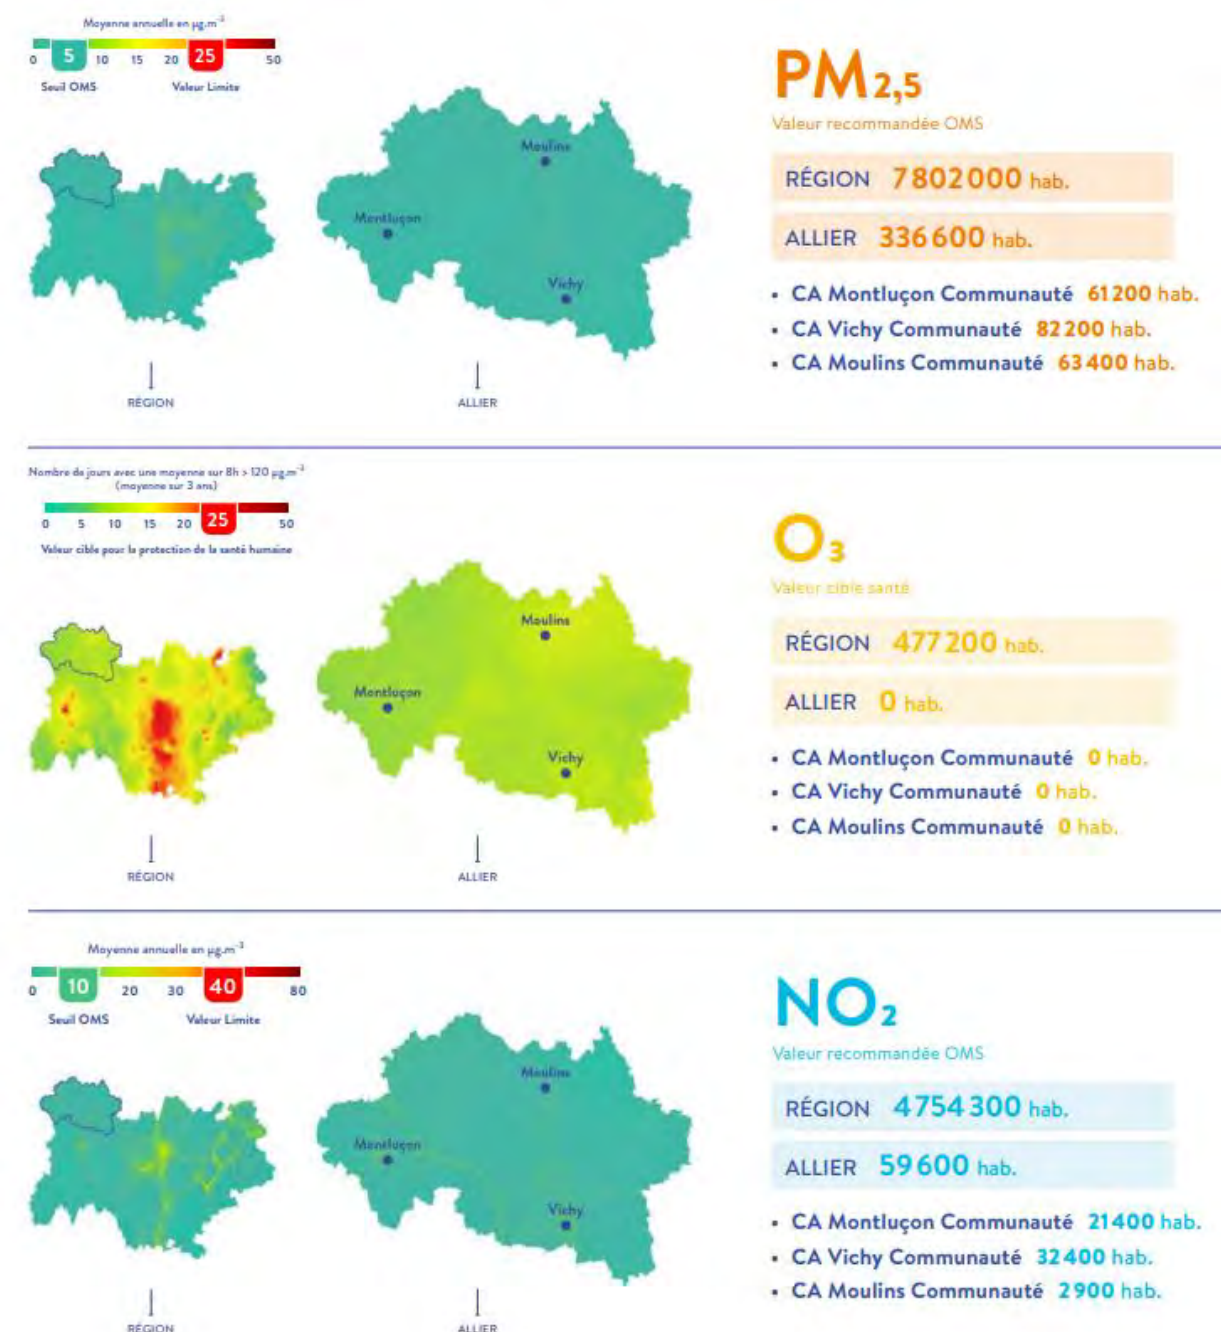 Moyenne annuelle en µg.m⁻³
0 5 10 15 20 25 50
Seuil OMS Valeur Limite
Moulins
Montluçon
Vichy
RÉGION
ALLIER
PM2,5
Valeur recommandée OMS
RÉGION 7802000 hab.
ALLIER 336600 hab.
• CA Montluçon Communauté 61200 hab.
• CA Vichy Communauté 82200 hab.
• CA Moulins Communauté 63400 hab.
Nombre de jours avec une moyenne sur 8h > 120 µg.m⁻³
(moyenne sur 3 ans)
0 5 10 15 20 25 50
Valeur cible pour la protection de la santé humaine
Moulins
Montluçon
Vichy
RÉGION
ALLIER
O3
Valeur cible santé
RÉGION 477200 hab.
ALLIER 0 hab.
• CA Montluçon Communauté 0 hab.
• CA Vichy Communauté 0 hab.
• CA Moulins Communauté 0 hab.
Moyenne annuelle en µg.m⁻³
0 10 20 30 40 80
Seuil OMS Valeur Limite
Moulins
Montluçon
Vichy
RÉGION
ALLIER
NO2
Valeur recommandée OMS
RÉGION 4754300 hab.
ALLIER 59600 hab.
• CA Montluçon Communauté 21400 hab.
• CA Vichy Communauté 32400 hab.
• CA Moulins Communauté 2900 hab.